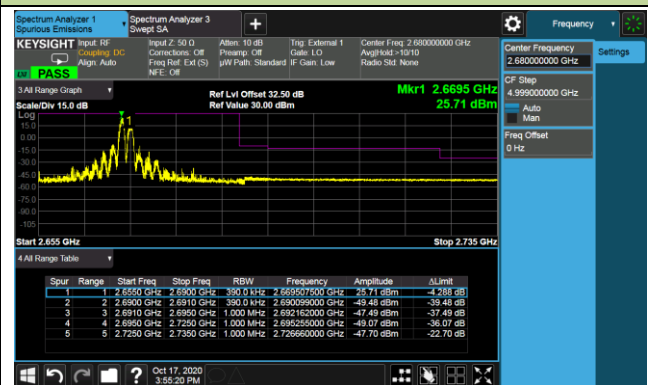 Spectrum Analyzer 1
Spurious Emissions
Spectrum Analyzer 3
Swept SA
+
Frequency
KEYSIGHT
Input: RF
Coupling: DC
Align: Auto
Input Z: 50 Ω
Corrections: Off
Freq Ref: Ext (S)
NFE: Off
Atten: 10 dB
Preamp: Off
µW Path: Standard
Trig: External 1
Gate: LO
IF Gain: Low
Center Freq: 2.680000000 GHz
Avg|Hold:>10/10
Radio Std: None
PASS
Center Frequency
2.680000000 GHz
Settings
CF Step
4.999000000 GHz
Auto
Man
Freq Offset
0 Hz
3 All Range Graph
Scale/Div 15.0 dB
Ref Lvl Offset 32.50 dB
Ref Value 30.00 dBm
Mkr1 2.6695 GHz
25.71 dBm
Log
1
15.0
0.00
-15.0
-30.0
-45.0
-60.0
-75.0
-90.0
-105
Start 2.655 GHz
Stop 2.735 GHz
4 All Range Table
Spur Range Start Freq Stop Freq RBW Frequency Amplitude ΔLimit
1 1 2.6550 GHz 2.6900 GHz 390.0 kHz 2.669507500 GHz 25.71 dBm -4.288 dB
2 2 2.6900 GHz 2.6910 GHz 390.0 kHz 2.690099000 GHz -49.48 dBm -39.48 dB
3 3 2.6910 GHz 2.6950 GHz 1.000 MHz 2.692162000 GHz -47.49 dBm -37.49 dB
4 4 2.6950 GHz 2.7250 GHz 1.000 MHz 2.695255000 GHz -49.07 dBm -36.07 dB
5 5 2.7250 GHz 2.7350 GHz 1.000 MHz 2.726660000 GHz -47.70 dBm -22.70 dB
?
Oct 17, 2020
3:55:20 PM